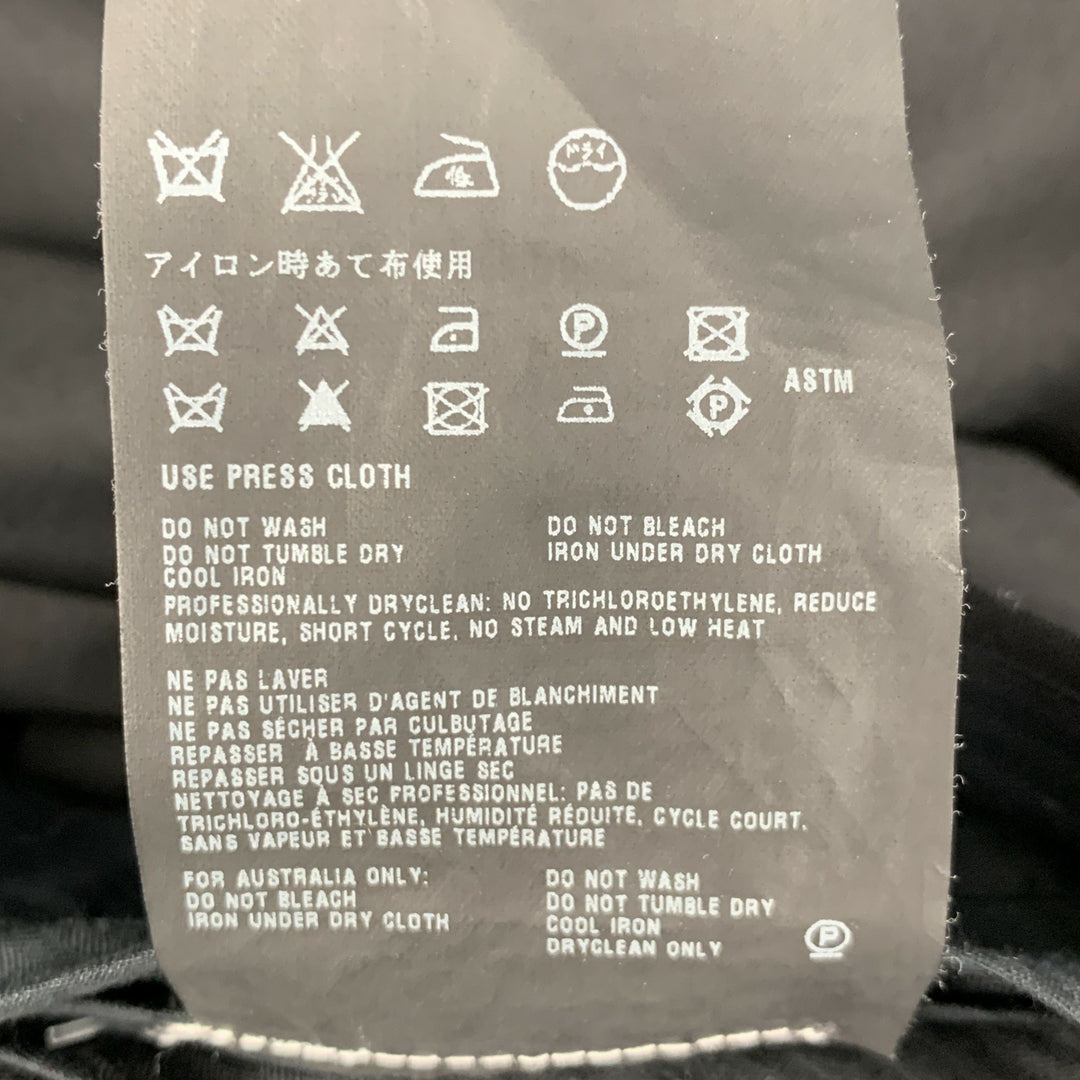 低 ドライ
アイロン時あて布使用
P
P ASTM
USE PRESS CLOTH
DO NOT WASH DO NOT BLEACH
DO NOT TUMBLE DRY IRON UNDER DRY CLOTH
COOL IRON
PROFESSIONALLY DRYCLEAN: NO TRICHLOROETHYLENE, REDUCE
MOISTURE, SHORT CYCLE, NO STEAM AND LOW HEAT
NE PAS LAVER
NE PAS UTILISER D'AGENT DE BLANCHIMENT
NE PAS SÉCHER PAR CULBUTAGE
REPASSER À BASSE TEMPÉRATURE
REPASSER SOUS UN LINGE SEC
NETTOYAGE À SEC PROFESSIONNEL: PAS DE
TRICHLORO-ÉTHYLÈNE, HUMIDITÉ RÉDUITE, CYCLE COURT,
SANS VAPEUR ET BASSE TEMPÉRATURE
FOR AUSTRALIA ONLY: DO NOT WASH
DO NOT BLEACH DO NOT TUMBLE DRY
IRON UNDER DRY CLOTH COOL IRON
DRYCLEAN ONLY P